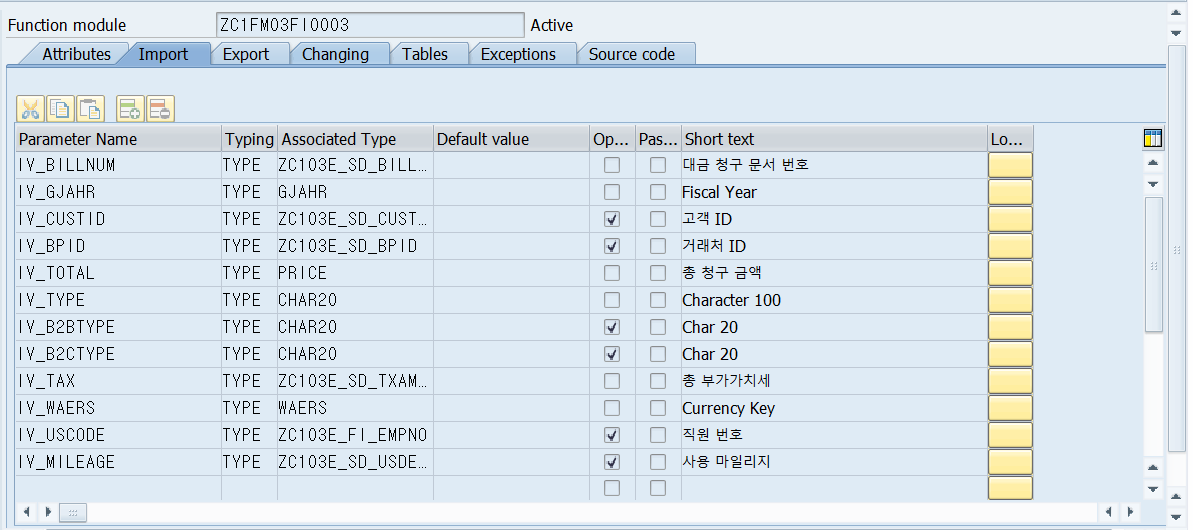 Function module ZC1FM03FI0003 Active
Attributes Import Export Changing Tables Exceptions Source code
Parameter Name Typing Associated Type Default value Op... Pas... Short text Lo...
IV_BILLNUM TYPE ZC103E_SD_BILL... 대금 청구 문서 번호
IV_GJAHR TYPE GJAHR Fiscal Year
IV_CUSTID TYPE ZC103E_SD_CUST... 고객 ID
IV_BPID TYPE ZC103E_SD_BPID 거래처 ID
IV_TOTAL TYPE PRICE 총 청구 금액
IV_TYPE TYPE CHAR20 Character 100
IV_B2BTYPE TYPE CHAR20 Char 20
IV_B2CTYPE TYPE CHAR20 Char 20
IV_TAX TYPE ZC103E_SD_TXAM... 총 부가가치세
IV_WAERS TYPE WAERS Currency Key
IV_USCODE TYPE ZC103E_FI_EMPNO 직원 번호
IV_MILEAGE TYPE ZC103E_SD_USDE... 사용 마일리지